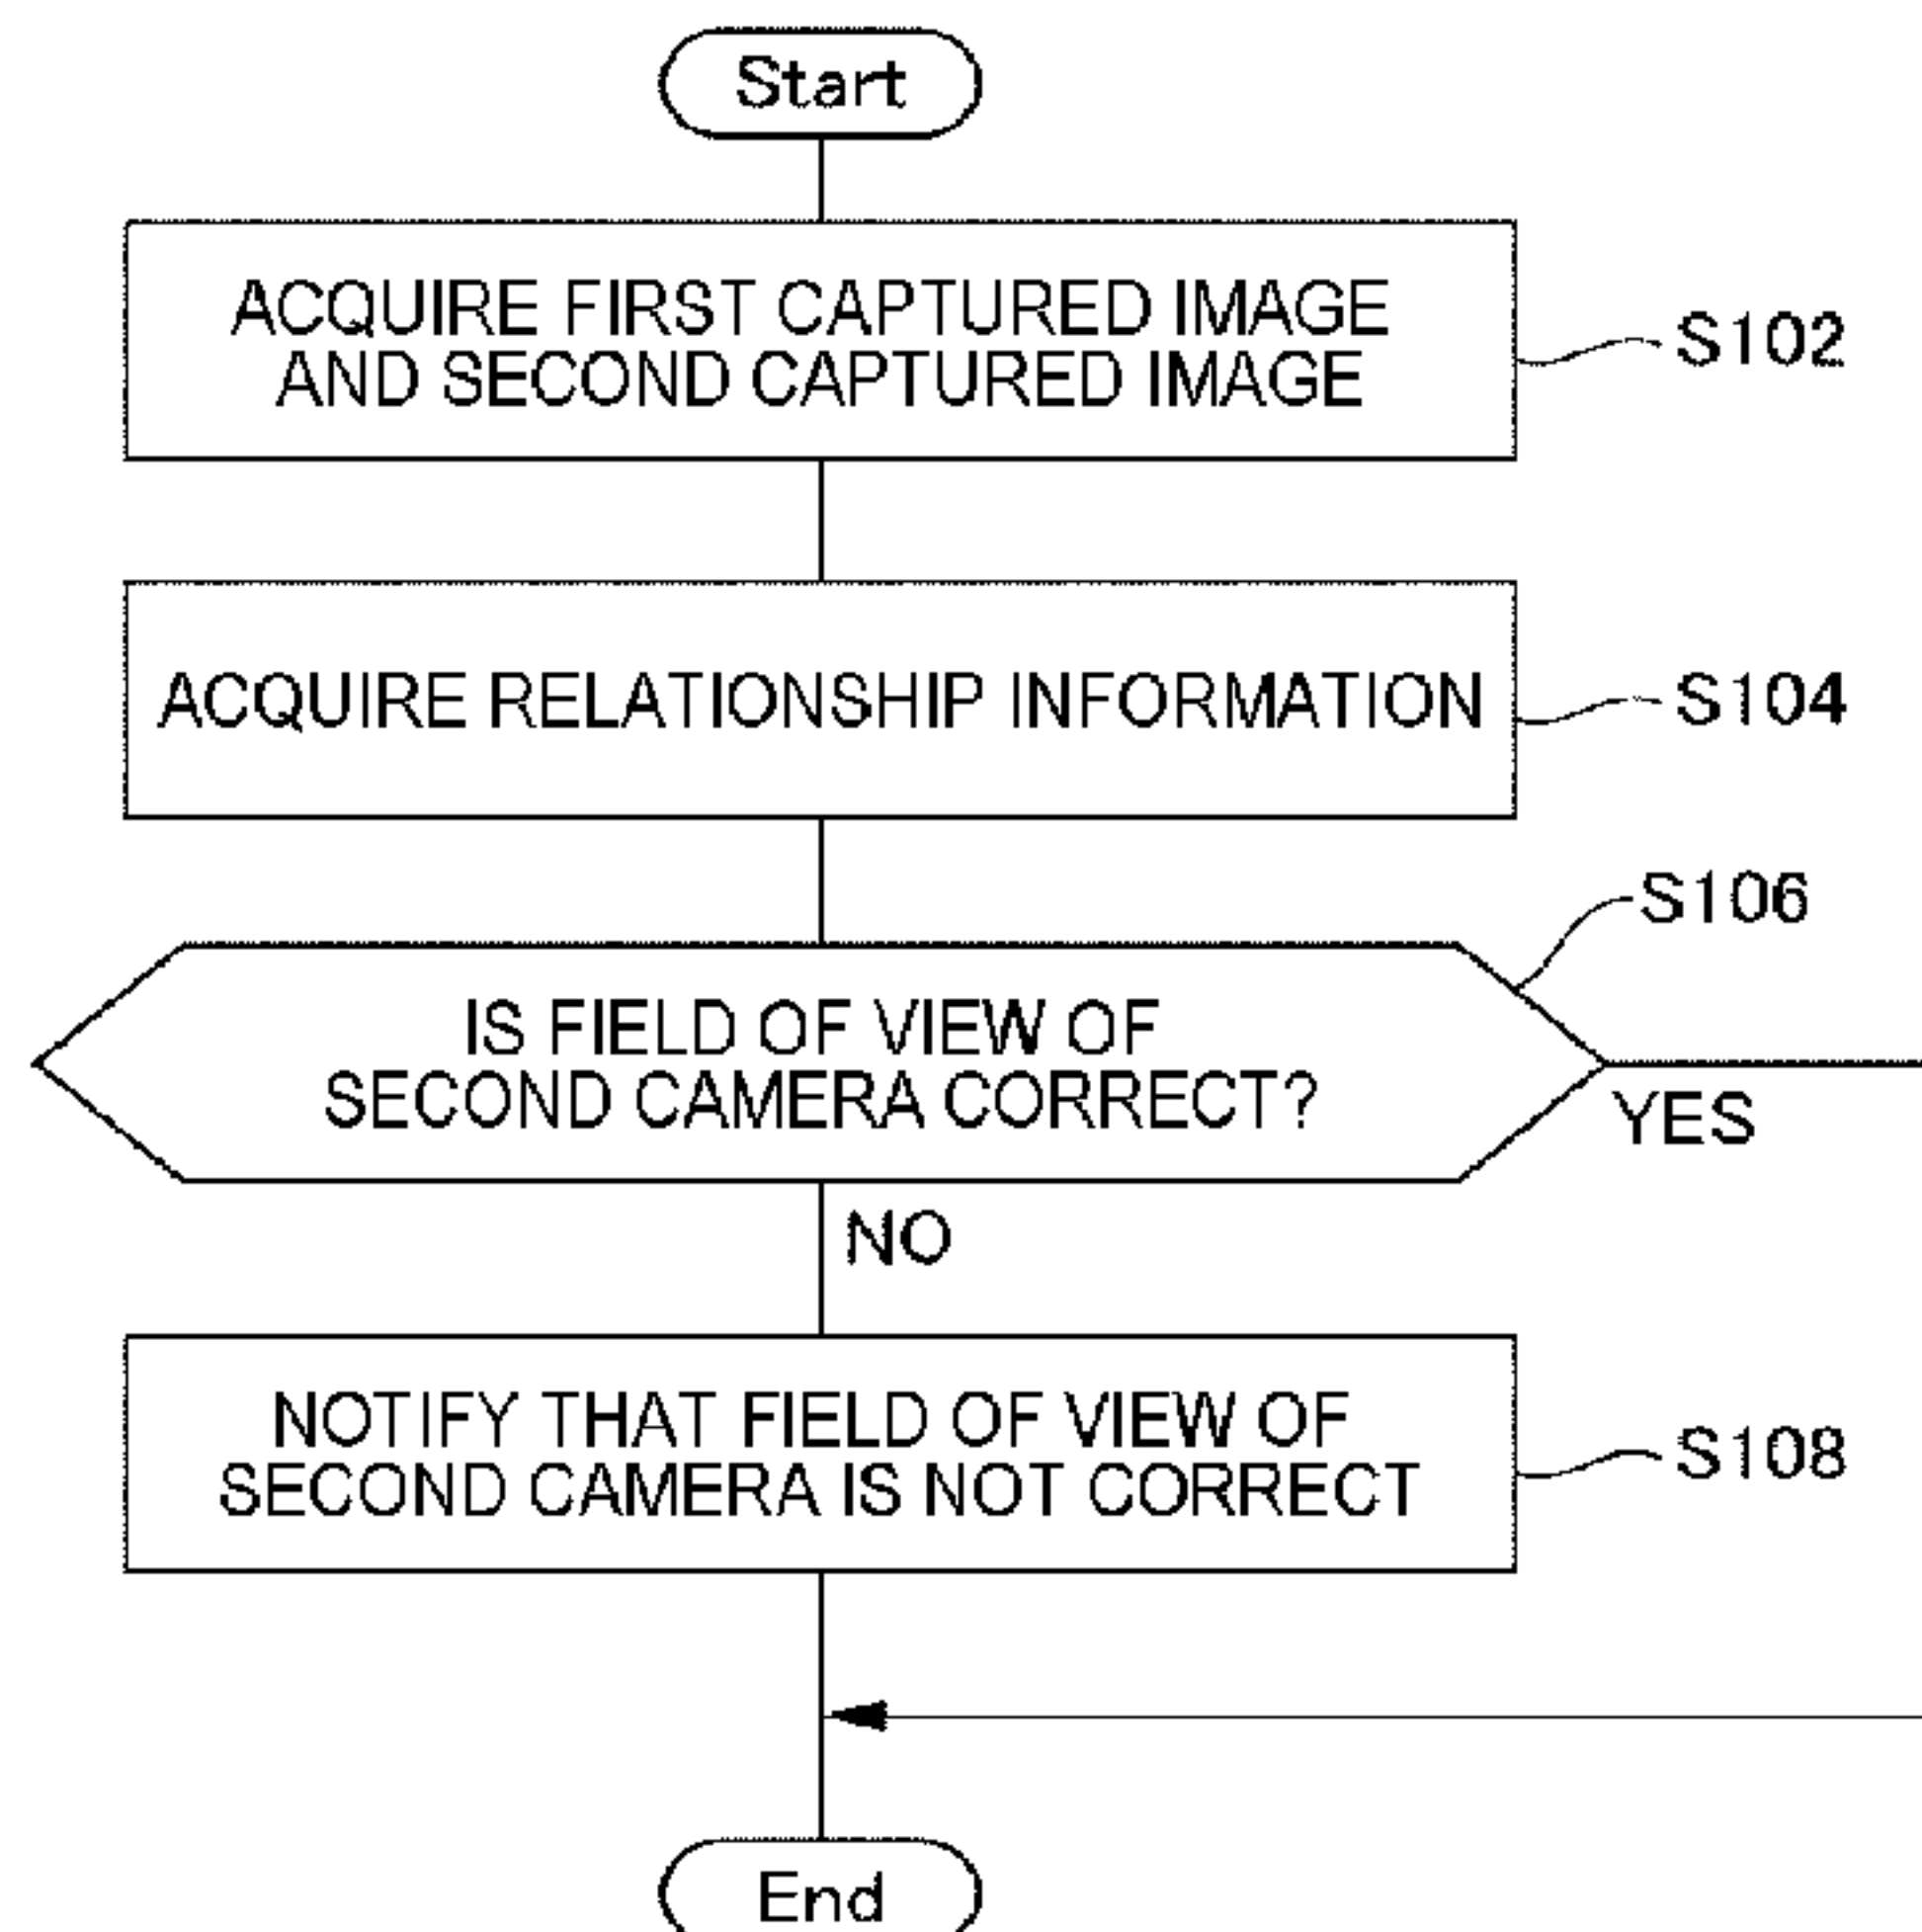 Start
ACQUIRE FIRST CAPTURED IMAGE
AND SECOND CAPTURED IMAGE
S102
ACQUIRE RELATIONSHIP INFORMATION
S104
S106
IS FIELD OF VIEW OF
SECOND CAMERA CORRECT?
YES
NO
NOTIFY THAT FIELD OF VIEW OF
SECOND CAMERA IS NOT CORRECT
S108
End